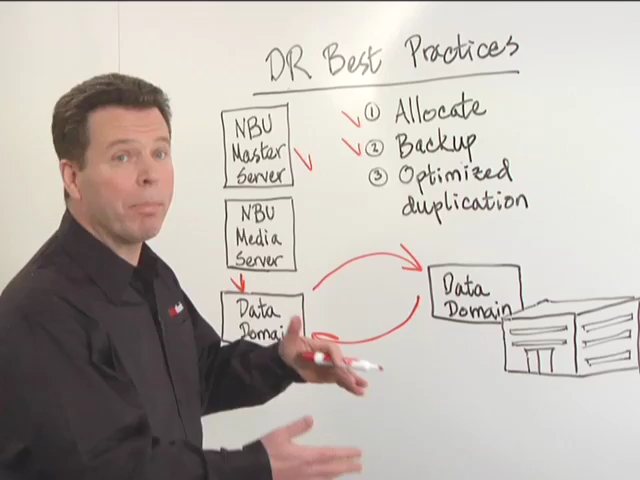 DR Best Practices
NBU
Master
Server
① Allocate
② Backup
③ Optimized
duplication
NBU
Media
Server
Data
Domain
Data
Domain